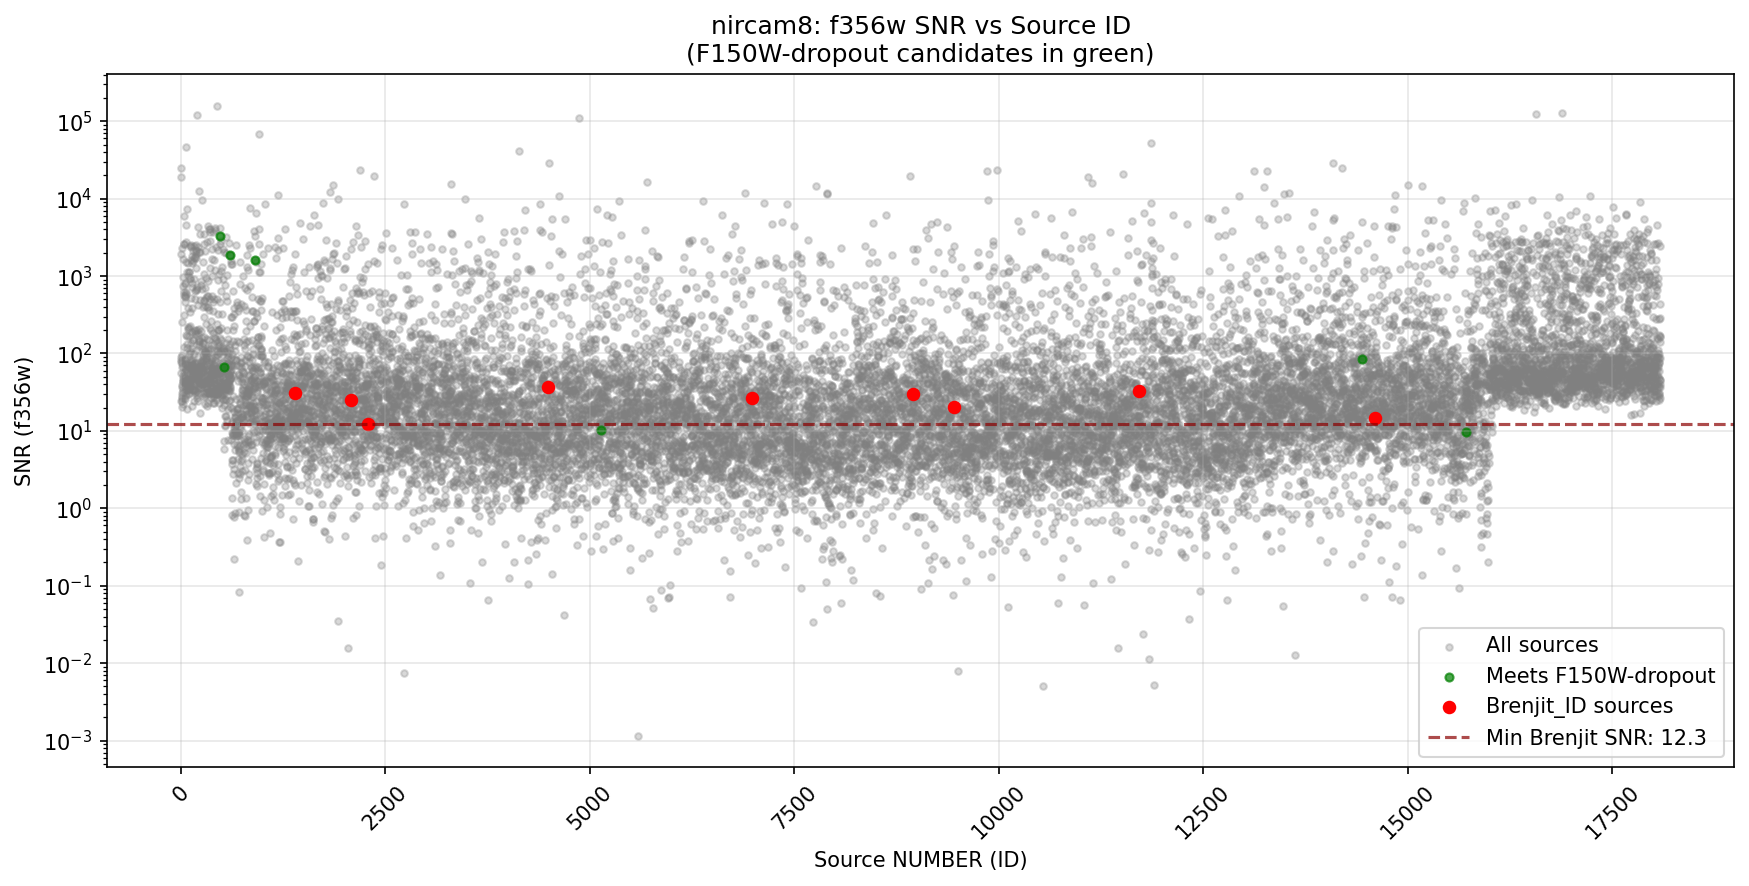 nircam8: f356w SNR vs Source ID
(F150W-dropout candidates in green)
SNR (f356w)
10^5
10^4
10^3
10^2
10^1
10^0
10^−1
10^−2
10^−3
All sources
Meets F150W-dropout
Brenjit_ID sources
Min Brenjit SNR: 12.3
0
2500
5000
7500
10000
12500
15000
17500
Source NUMBER (ID)